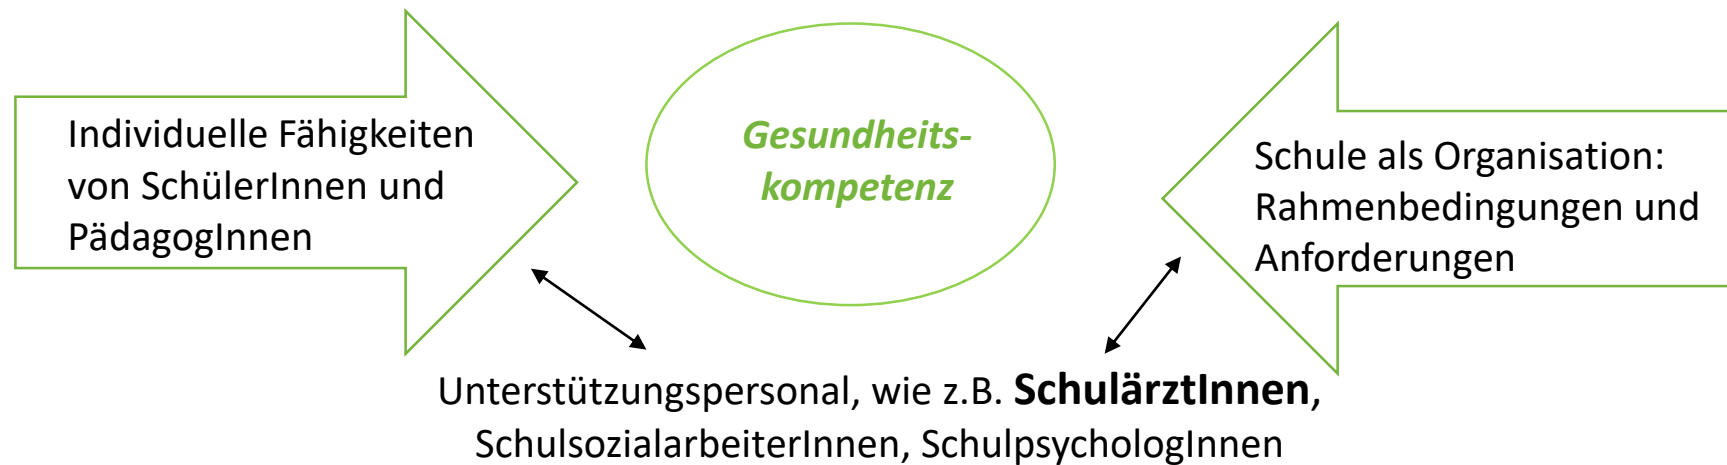 Individuelle Fähigkeiten
von SchülerInnen und
PädagogInnen
Gesundheits-
kompetenz
Schule als Organisation:
Rahmenbedingungen und
Anforderungen
Unterstützungspersonal, wie z.B. SchulärztInnen,
SchulsozialarbeiterInnen, SchulpsychologInnen